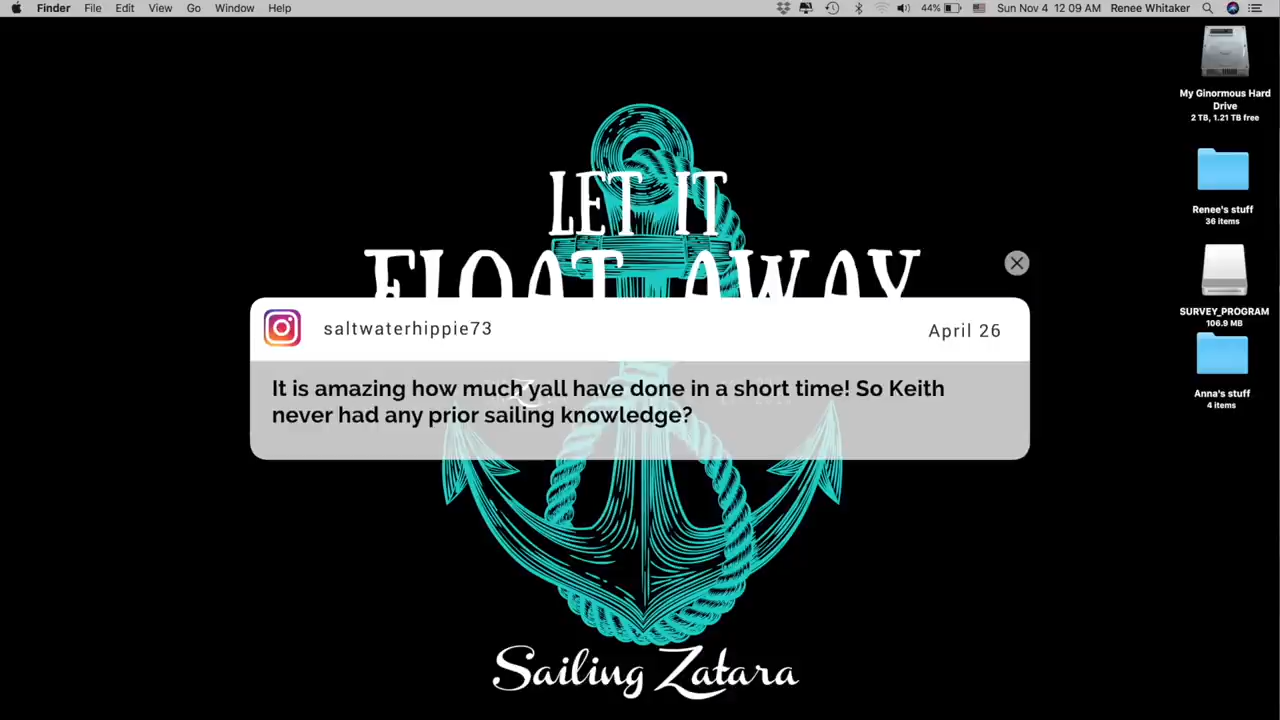 Finder File Edit View Go Window Help 44% Sun Nov 4 12:09 AM Renee Whitaker
My Ginormous Hard
Drive
2 TB, 1.21 TB free
LET IT
Renee's stuff
36 items
FLOAT AWAY
saltwaterhippie73 April 26
SURVEY_PROGRAM
106.9 MB
It is amazing how much yall have done in a short time! So Keith
never had any prior sailing knowledge?
Anna's stuff
4 items
Sailing Zatara